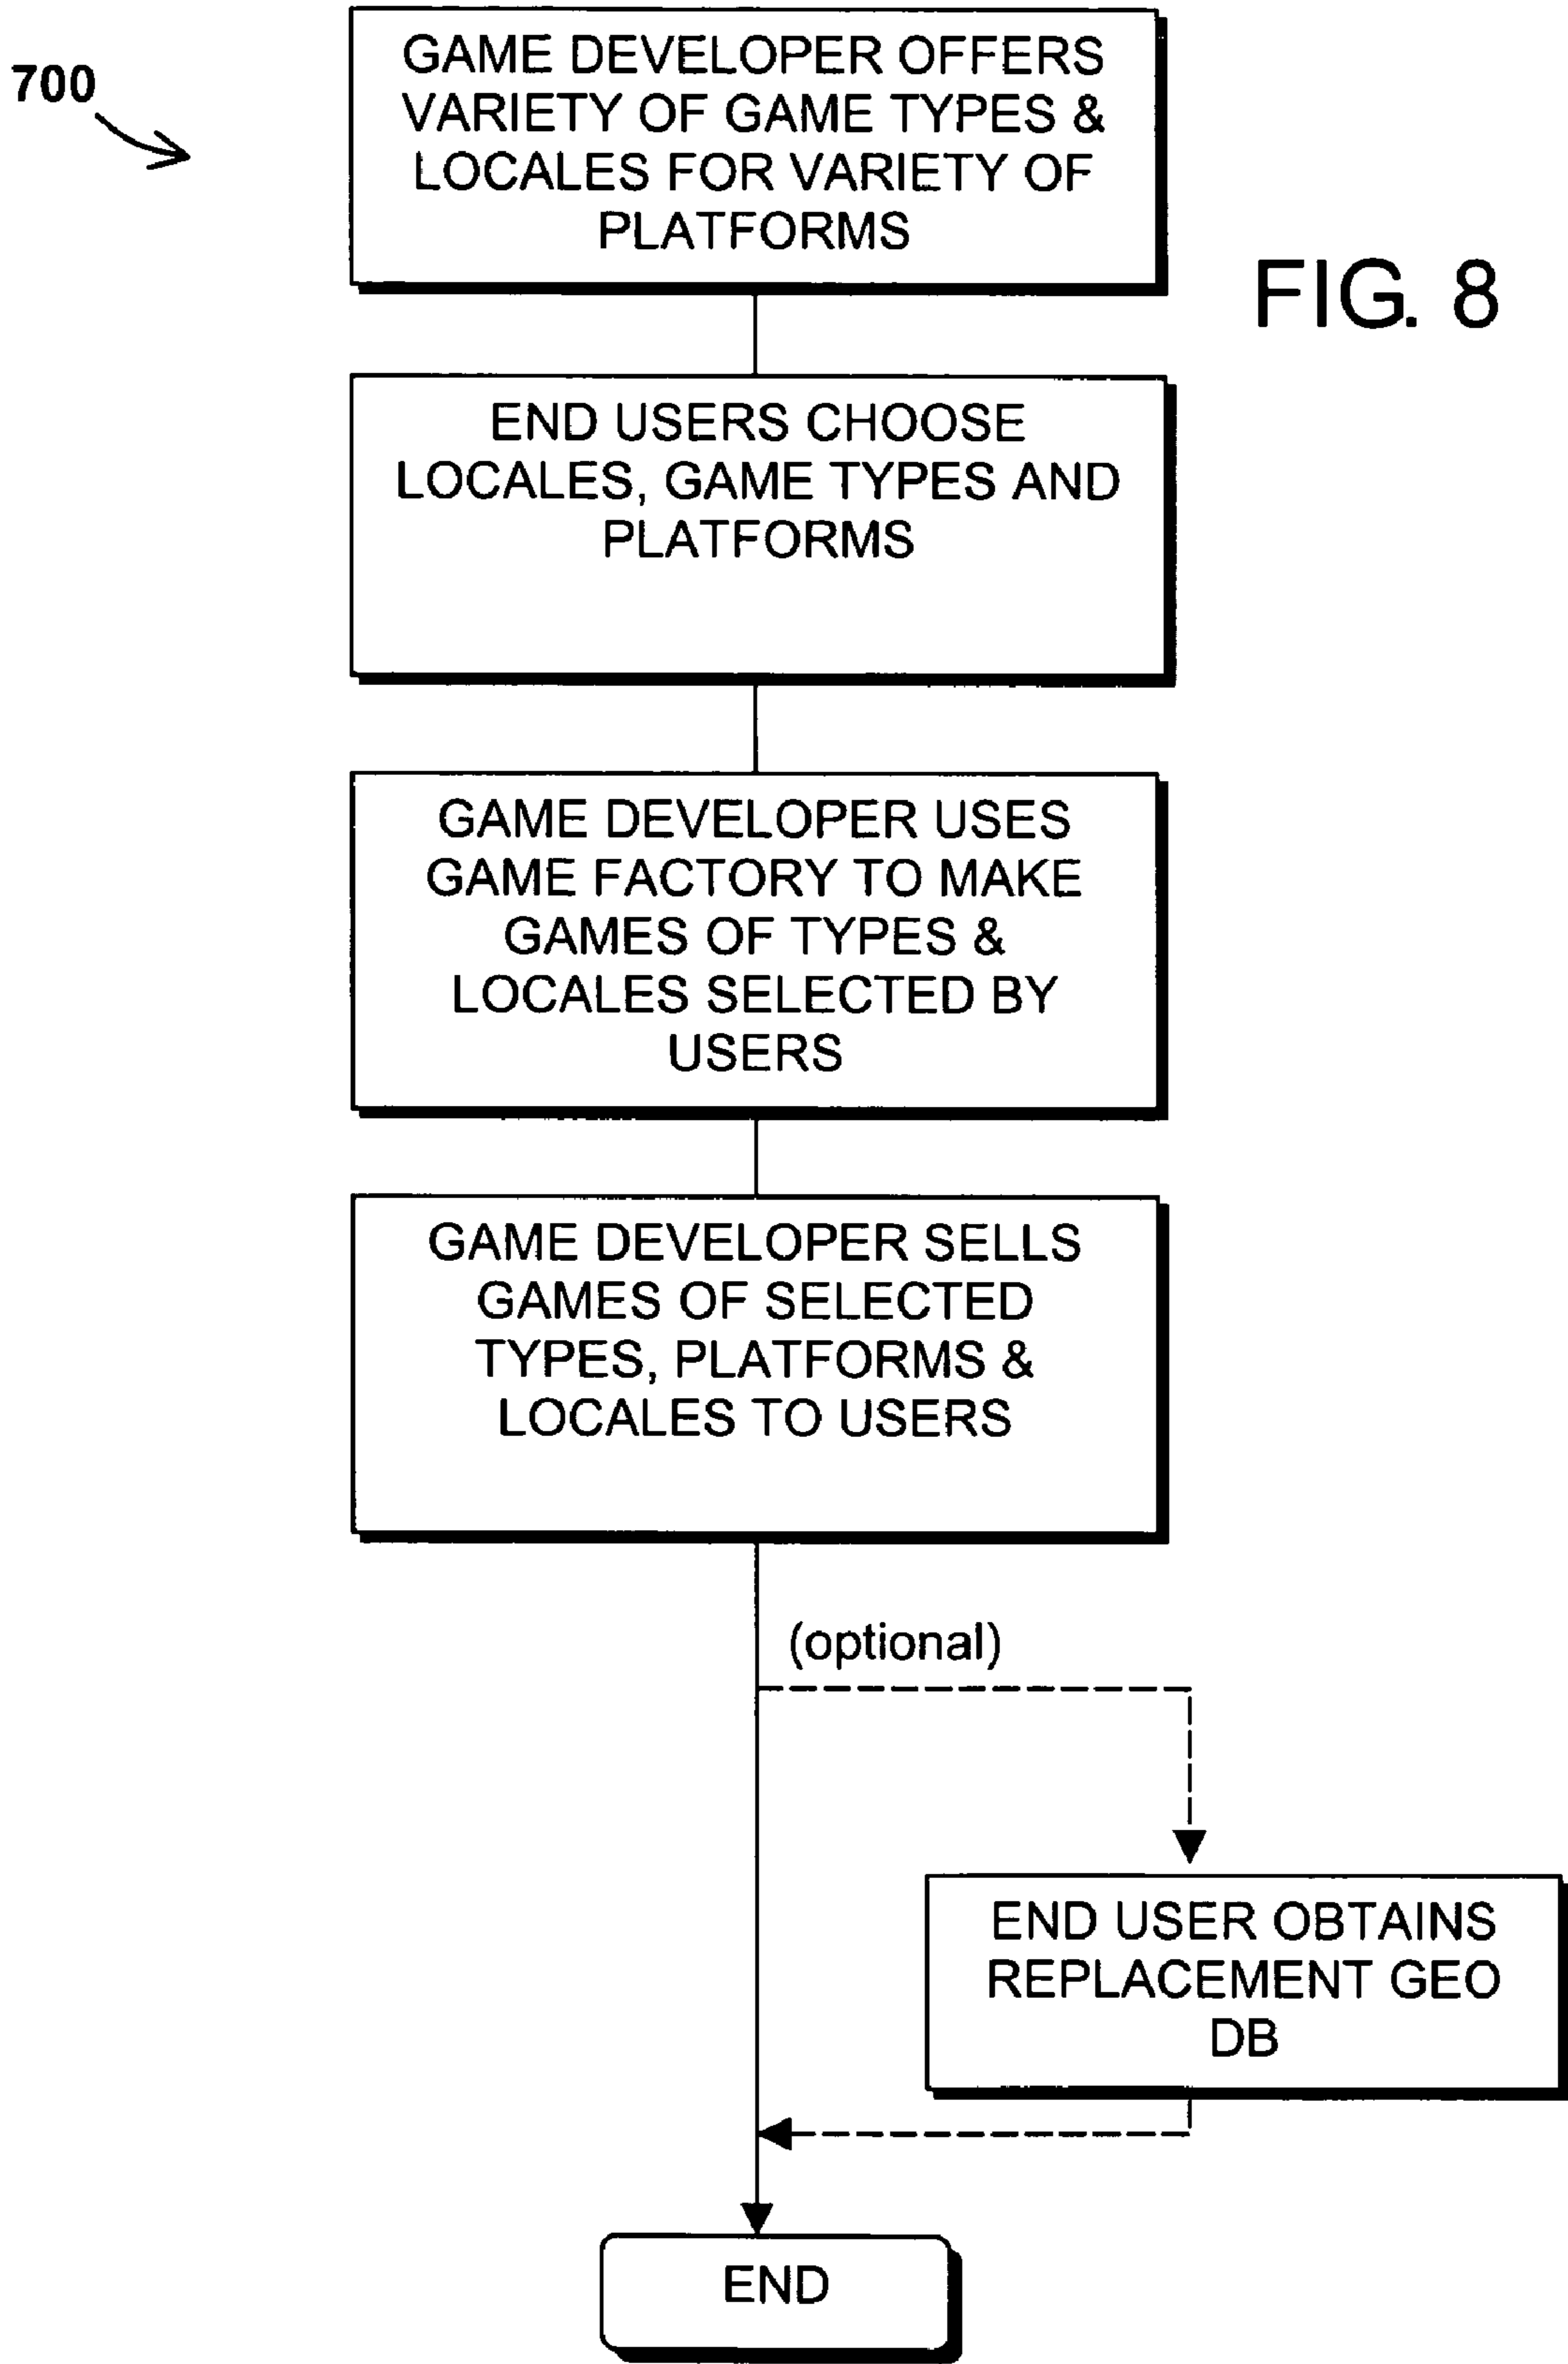 700
GAME DEVELOPER OFFERS
VARIETY OF GAME TYPES &
LOCALES FOR VARIETY OF
PLATFORMS
FIG. 8
END USERS CHOOSE
LOCALES, GAME TYPES AND
PLATFORMS
GAME DEVELOPER USES
GAME FACTORY TO MAKE
GAMES OF TYPES &
LOCALES SELECTED BY
USERS
GAME DEVELOPER SELLS
GAMES OF SELECTED
TYPES, PLATFORMS &
LOCALES TO USERS
(optional)
END USER OBTAINS
REPLACEMENT GEO
DB
END